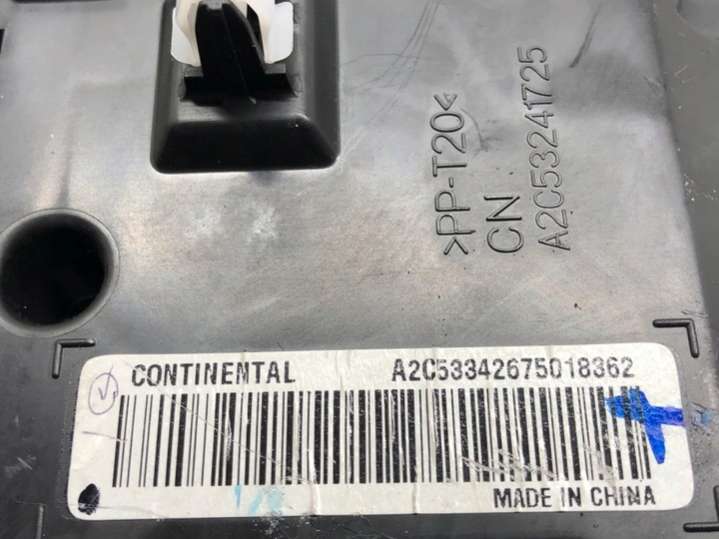 >PP-T20<
CN
A2C53241725
CONTINENTAL A2C53342675018362
MADE IN CHINA